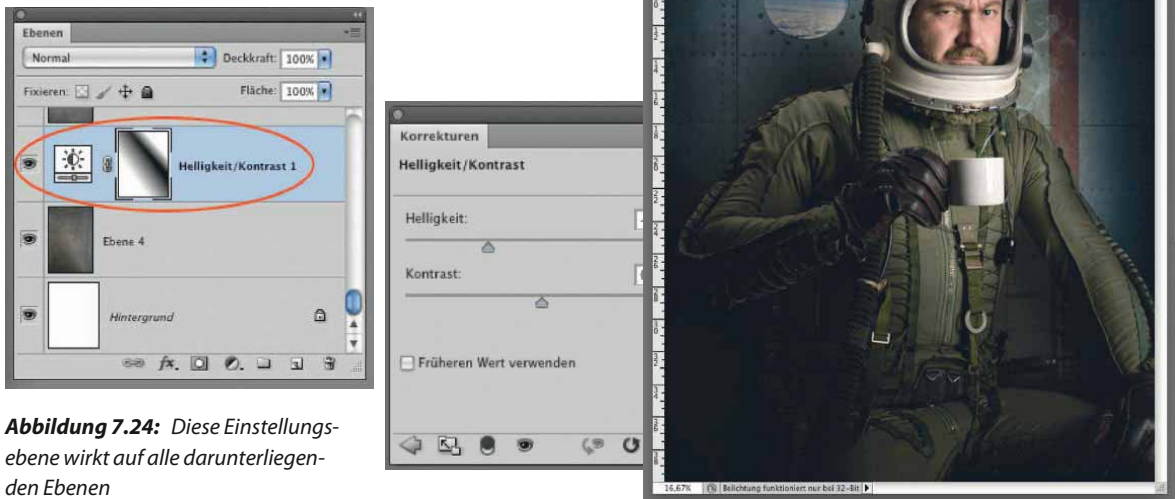 Ebenen
Normal
Deckkraft: 100%
Fixieren:
Fläche: 100%
Helligkeit/Kontrast 1
Ebene 4
Hintergrund
fx.
Abbildung 7.24: Diese Einstellungs-
ebene wirkt auf alle darunterliegen-
den Ebenen
Korrekturen
Helligkeit/Kontrast
Helligkeit:
Kontrast:
Früheren Wert verwenden
16,67%
Belichtung funktioniert nur bei 32-Bit